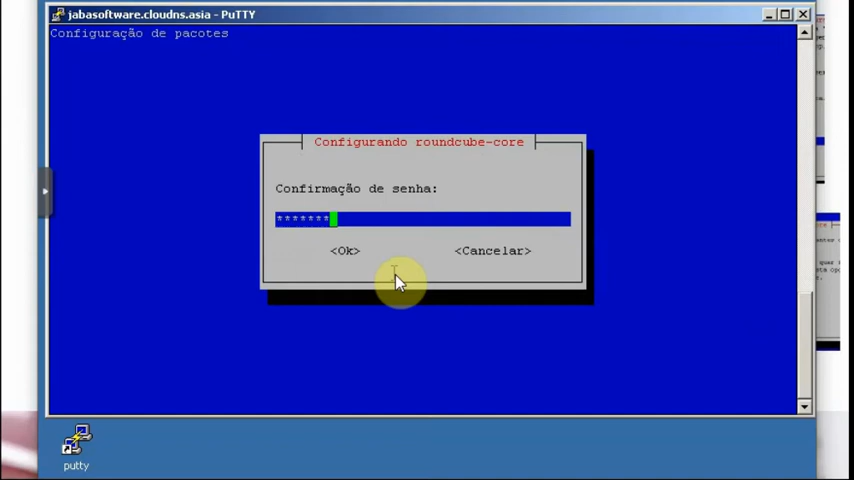 jabasoftware.cloudns.asia - PuTTY
Configuração de pacotes
Configurando roundcube-core
Confirmação de senha:
*******
<Ok> <Cancelar>
putty